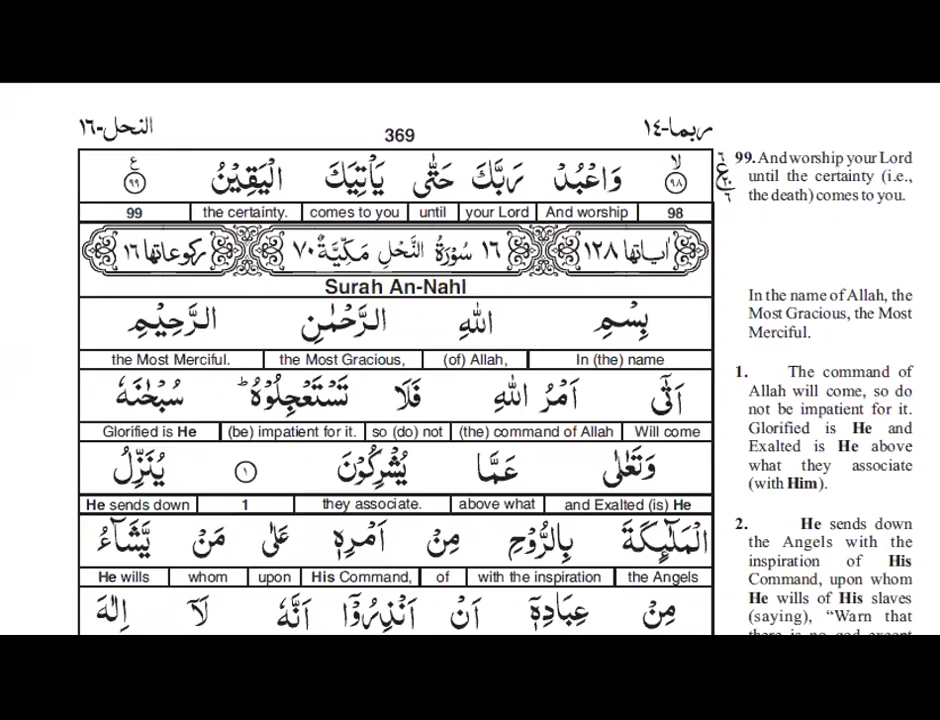 النحل-١٦ 369 ربما-١٤
وَاعْبُدْ رَبَّكَ حَتّٰى يَاْتِيَكَ الْيَقِيْنُ ٩٩
98 And worship your Lord until comes to you the certainty. 99
اٰيَاتُهَا ١٢٨ ١٦ سُوْرَةُ النَّحْلِ مَكِّيَّةٌ ٧٠ رُكُوْعَاتُهَا ١٦
Surah An-Nahl
بِسْمِ اللّٰهِ الرَّحْمٰنِ الرَّحِيْمِ
In (the) name (of) Allah, the Most Gracious, the Most Merciful.
اَتٰٓى اَمْرُ اللّٰهِ فَلَا تَسْتَعْجِلُوْهُ ؕ سُبْحٰنَهٗ
Will come (the) command of Allah so (do) not (be) impatient for it. Glorified is He
وَتَعٰلٰى عَمَّا يُشْرِكُوْنَ ١ يُنَزِّلُ
and Exalted (is) He above what they associate. 1 He sends down
الْمَلٰٓئِكَةَ بِالرُّوْحِ مِنْ اَمْرِهٖ عَلٰى مَنْ يَّشَآءُ
the Angels with the inspiration of His Command, upon whom He wills
مِنْ عِبَادِهٖۤ اَنْ اَنْذِرُوْۤا اَنَّهٗ لَاۤ اِلٰهَ
99. And worship your Lord
until the certainty (i.e.,
the death) comes to you.
In the name of Allah, the
Most Gracious, the Most
Merciful.
1. The command of
Allah will come, so do
not be impatient for it.
Glorified is He and
Exalted is He above
what they associate
(with Him).
2. He sends down
the Angels with the
inspiration of His
Command, upon whom
He wills of His slaves
(saying), “Warn that
there is no god except